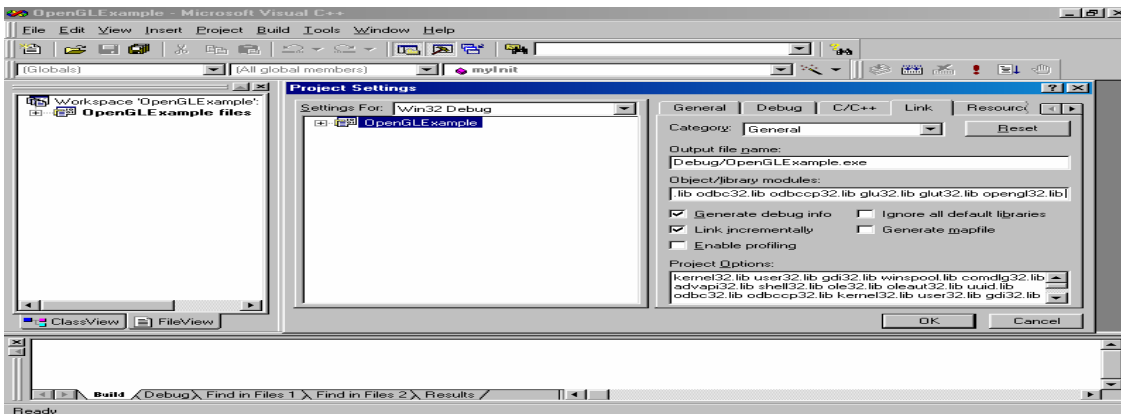 OpenGLExample - Microsoft Visual C++
File Edit View Insert Project Build Tools Window Help
(Globals) (All global members) myInit
Workspace 'OpenGLExample':
OpenGLExample files
ClassView FileView
Project Settings
Settings For: Win32 Debug
OpenGLExample
General Debug C/C++ Link Resourc
Category: General Reset
Output file name:
Debug/OpenGLExample.exe
Object/library modules:
.lib odbc32.lib odbccp32.lib glu32.lib glut32.lib opengl32.lib
Generate debug info Ignore all default libraries
Link incrementally Generate mapfile
Enable profiling
Project Options:
kernel32.lib user32.lib gdi32.lib winspool.lib comdlg32.lib
advapi32.lib shell32.lib ole32.lib oleaut32.lib uuid.lib
odbc32.lib odbccp32.lib kernel32.lib user32.lib gdi32.lib
OK Cancel
Build Debug Find in Files 1 Find in Files 2 Results
Ready